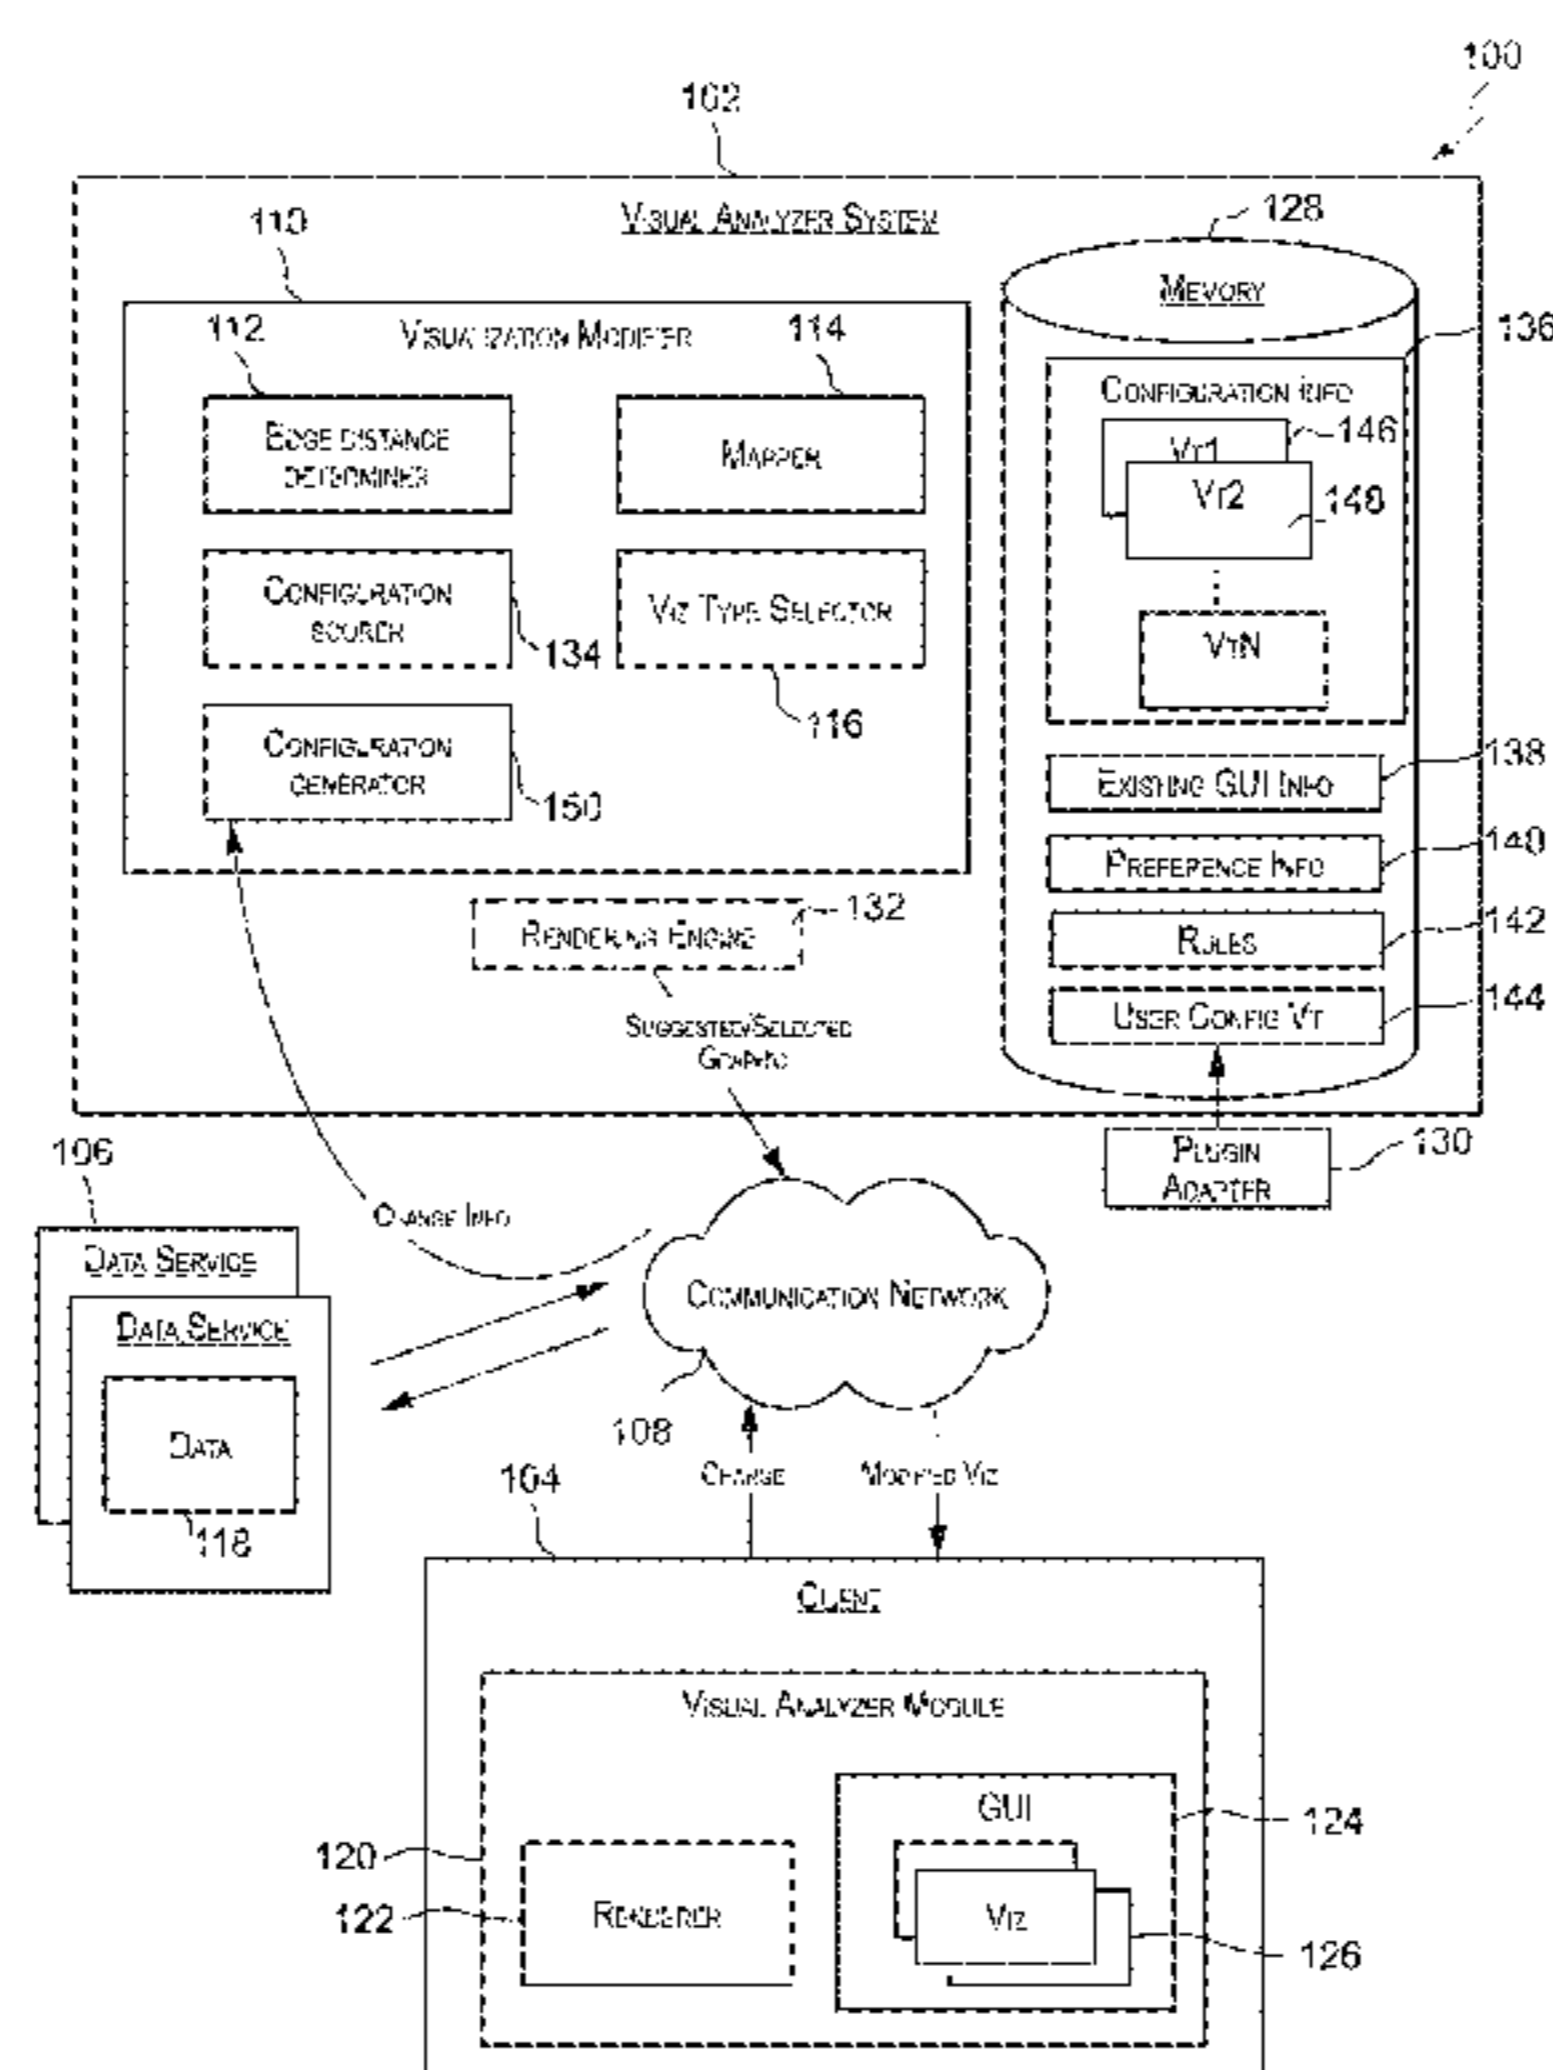 100
102
VISUAL ANALYZER SYSTEM
110
128
MEMORY
136
VISUALIZATION MODIFIER
112
114
EDGE DISTANCE
DETERMINER
MAPPER
CONFIGURATION INFO
VT1
146
VT2
148
VTN
CONFIGURATION
SCORER
134
VIZ TYPE SELECTOR
116
CONFIGURATION
GENERATOR
150
EXISTING GUI INFO
138
PREFERENCE INFO
140
RULES
142
USER CONFIG VT
144
RENDERING ENGINE
132
SUGGESTED/SELECTED
GRAPHIC
PLUGIN
ADAPTER
130
106
CHANGE INFO
DATA SERVICE
DATA SERVICE
DATA
118
COMMUNICATION NETWORK
108
CHANGE
MODIFIED VIZ
104
CLIENT
VISUAL ANALYZER MODULE
GUI
124
120
122
RENDERER
VIZ
126